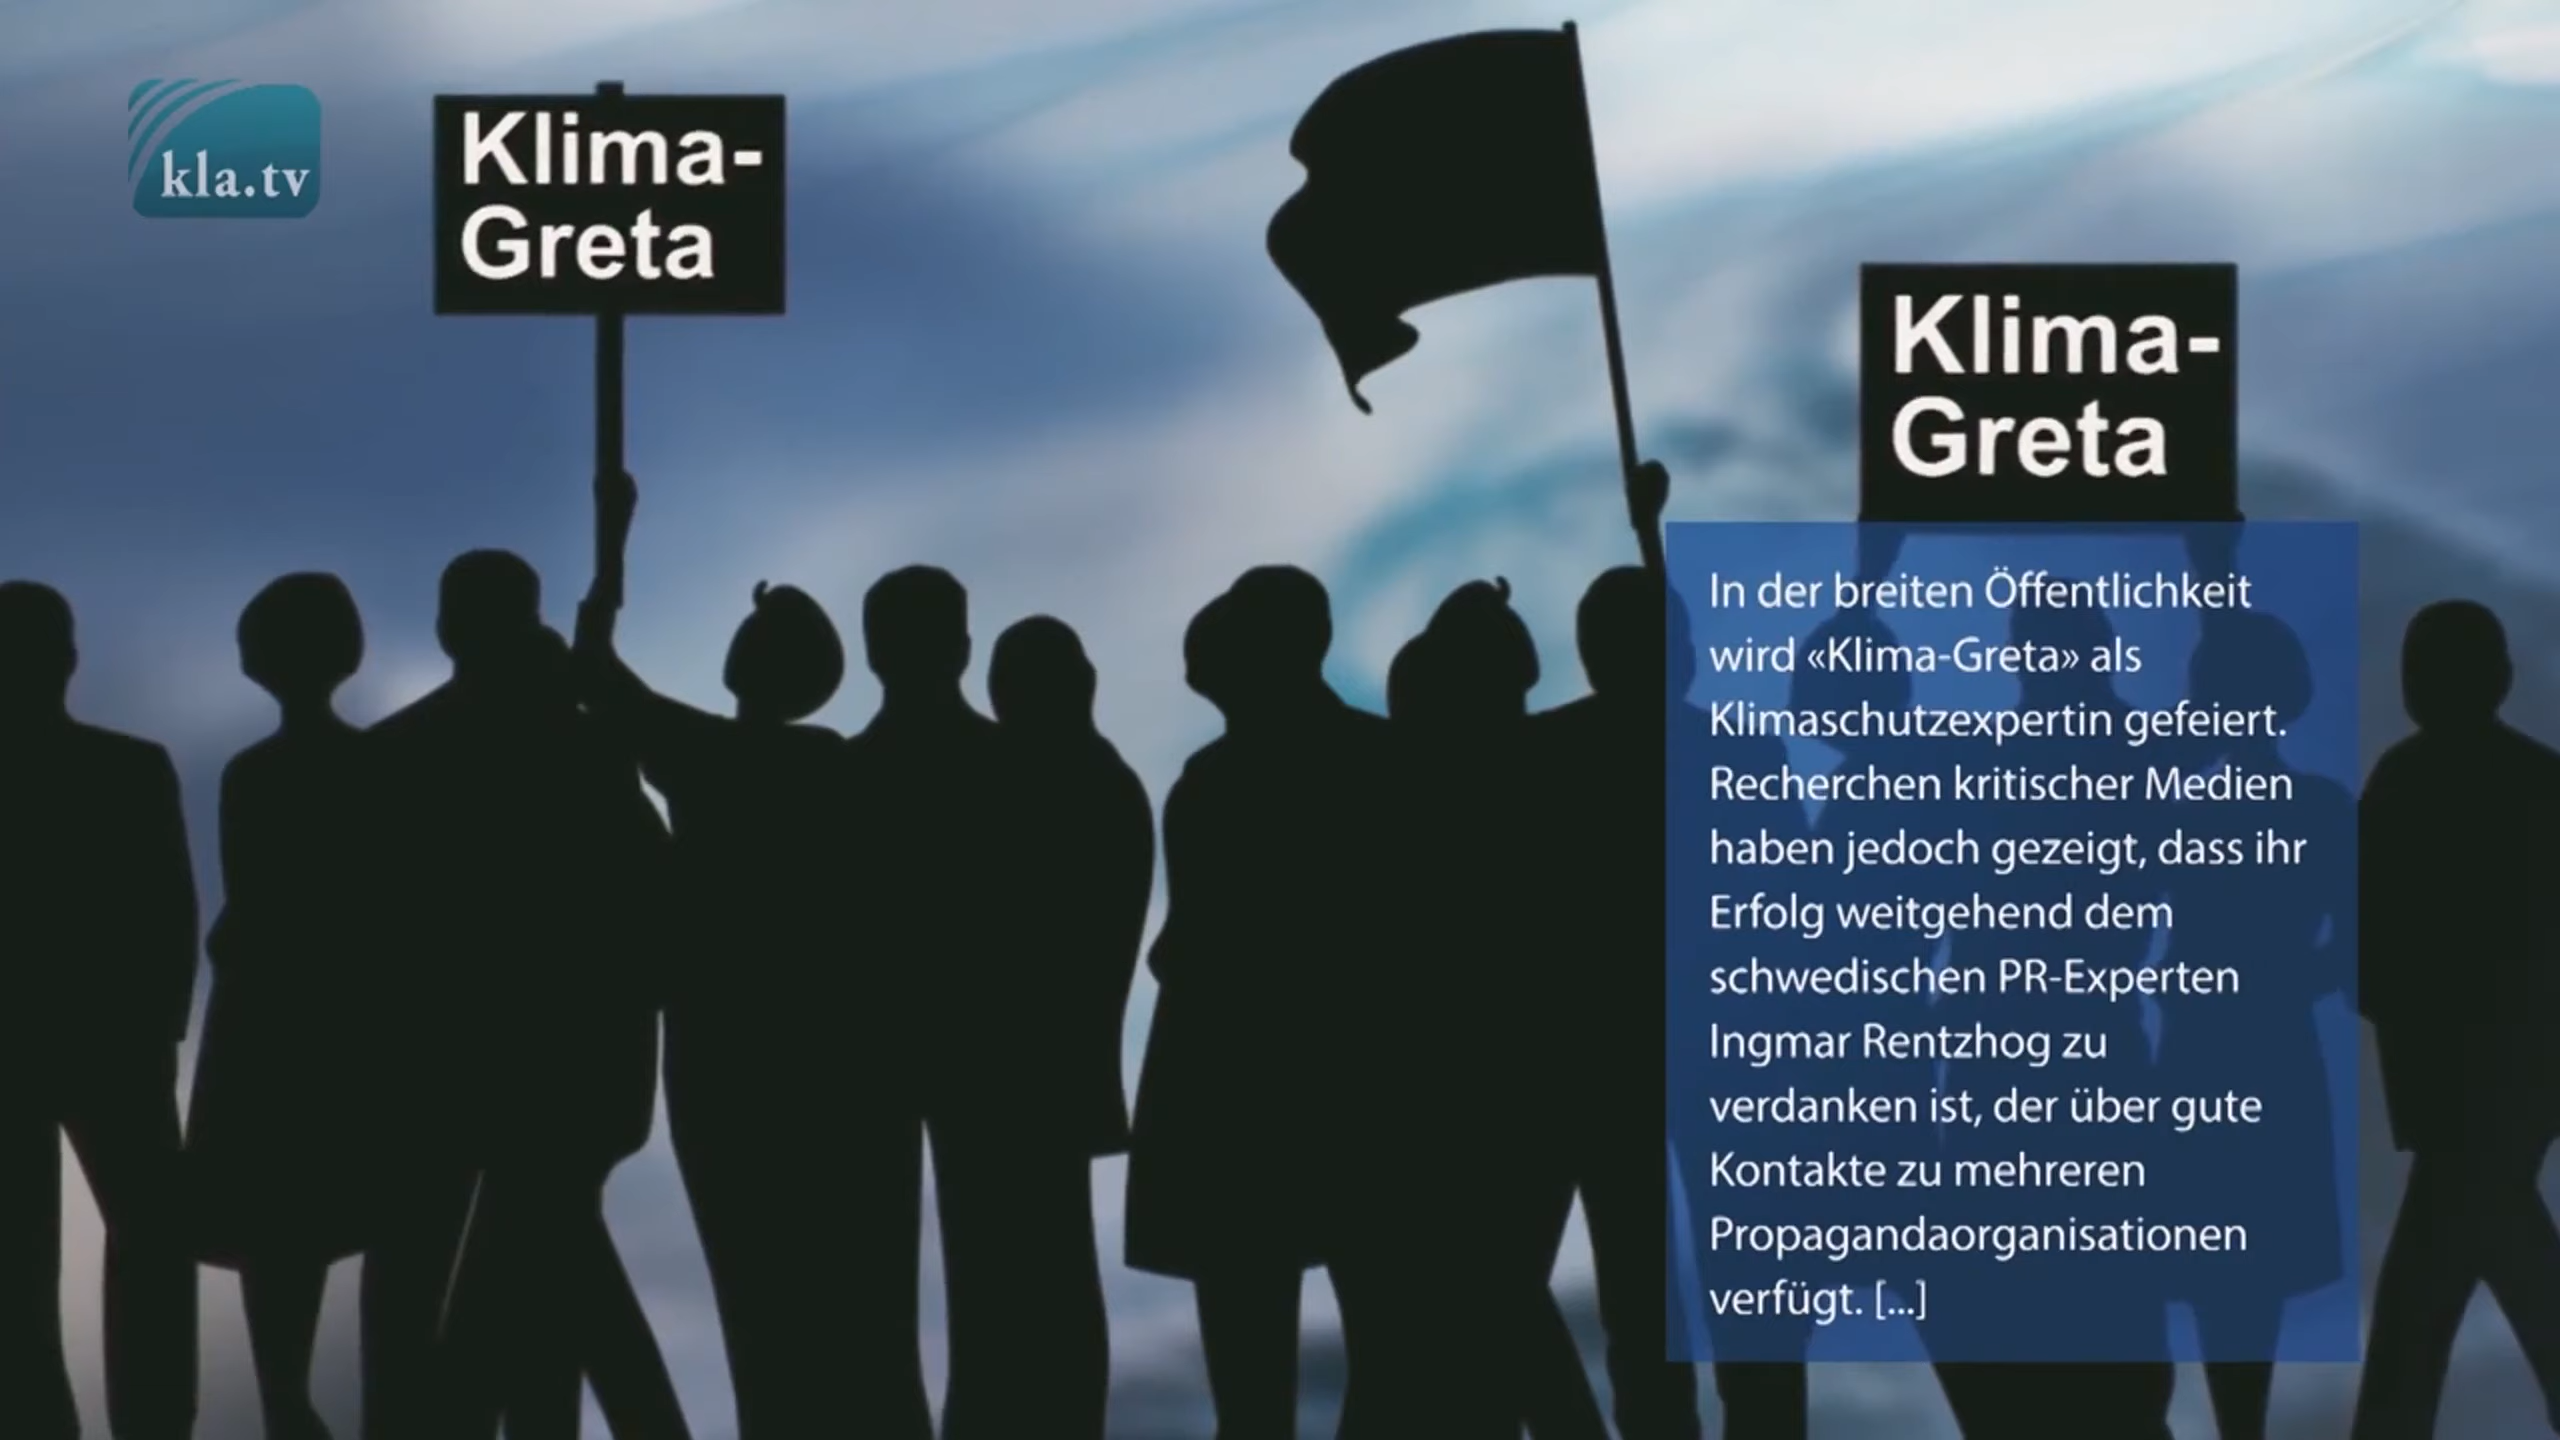 kla.tv
Klima-
Greta
Klima-
Greta
In der breiten Öffentlichkeit
wird «Klima-Greta» als
Klimaschutzexpertin gefeiert.
Recherchen kritischer Medien
haben jedoch gezeigt, dass ihr
Erfolg weitgehend dem
schwedischen PR-Experten
Ingmar Rentzhog zu
verdanken ist, der über gute
Kontakte zu mehreren
Propagandaorganisationen
verfügt. [...]